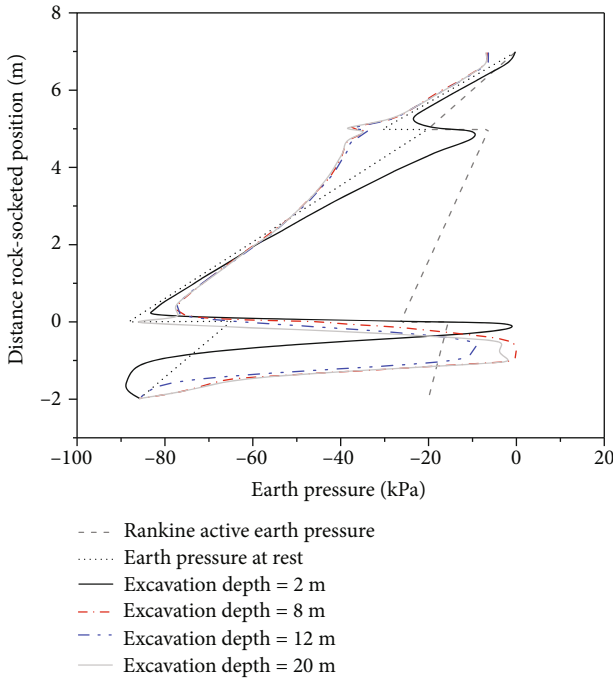 8
6
4
2
0
−2
−100
−80
−60
−40
−20
0
20
Distance rock-socketed position (m)
Earth pressure (kPa)
Rankine active earth pressure
Earth pressure at rest
Excavation depth = 2 m
Excavation depth = 8 m
Excavation depth = 12 m
Excavation depth = 20 m